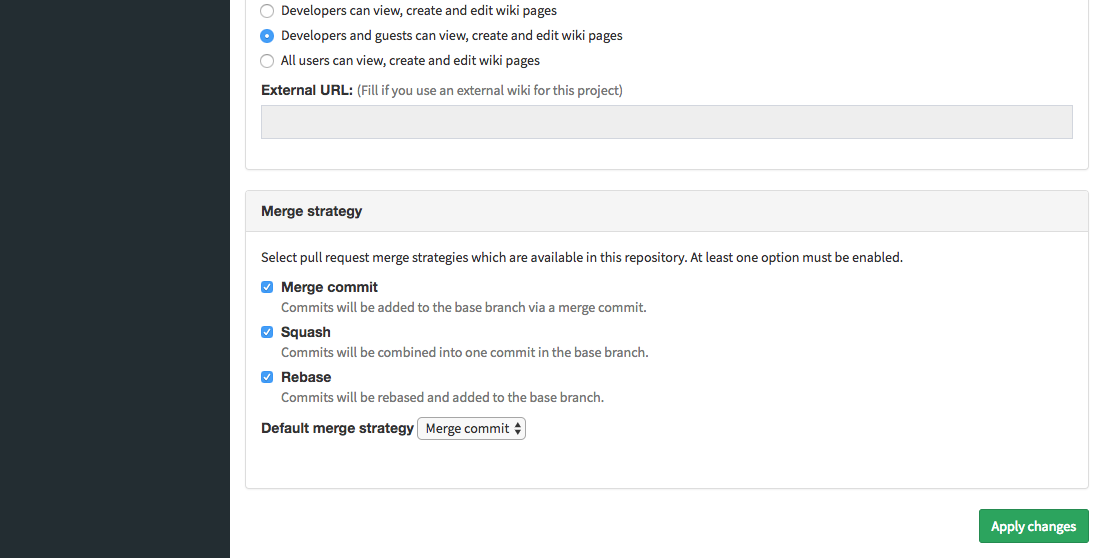 Developers can view, create and edit wiki pages
Developers and guests can view, create and edit wiki pages
All users can view, create and edit wiki pages
External URL: (Fill if you use an external wiki for this project)
Merge strategy
Select pull request merge strategies which are available in this repository. At least one option must be enabled.
Merge commit
Commits will be added to the base branch via a merge commit.
Squash
Commits will be combined into one commit in the base branch.
Rebase
Commits will be rebased and added to the base branch.
Default merge strategy Merge commit
Apply changes